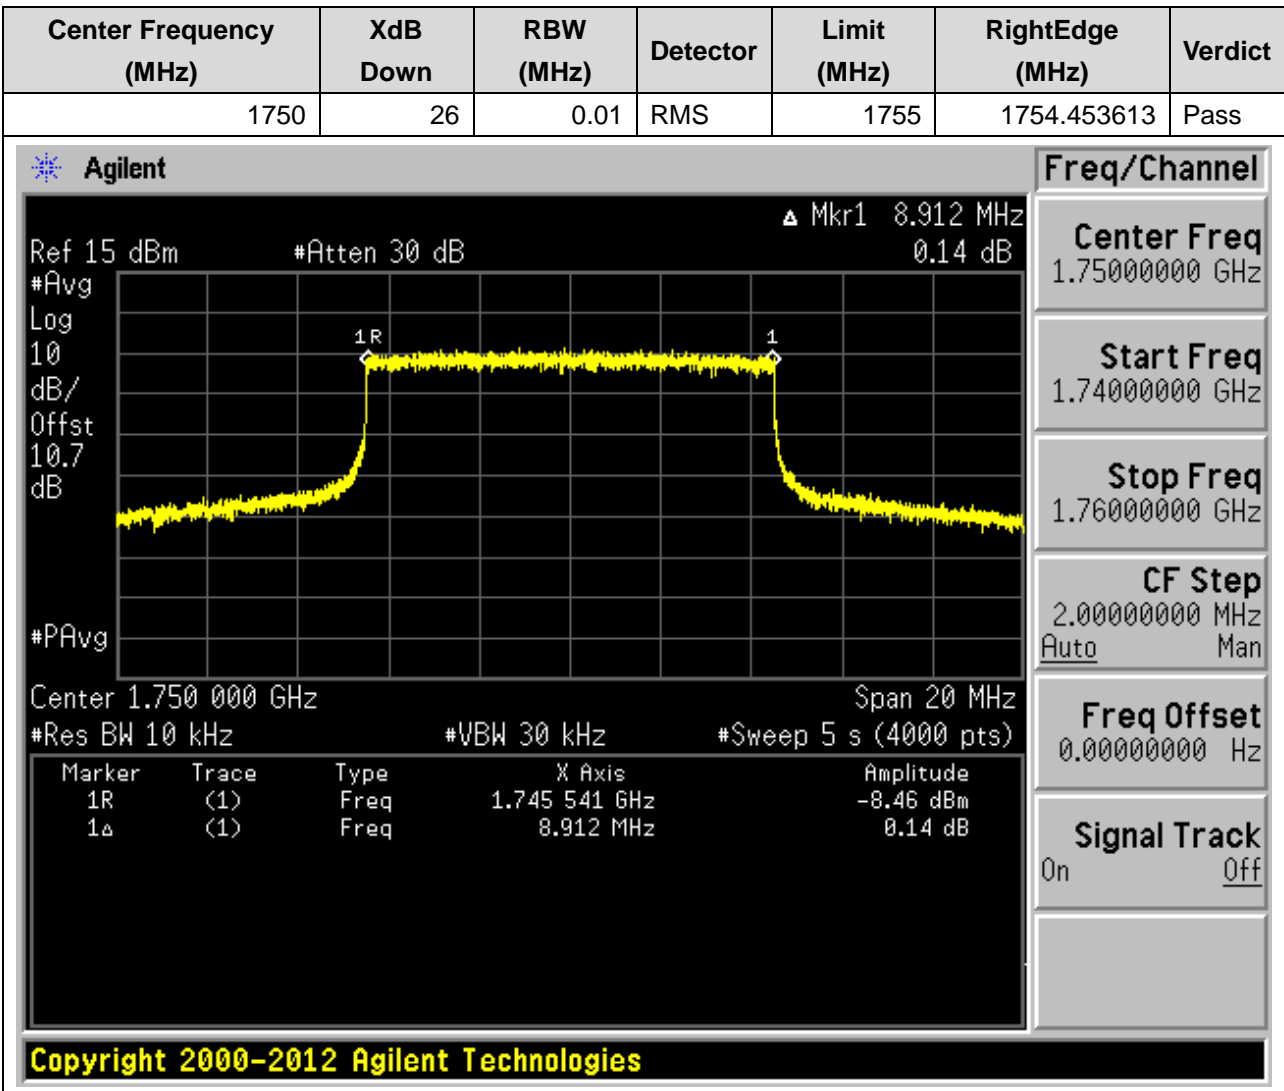 Center Frequency (MHz) XdB Down RBW (MHz) Detector Limit (MHz) RightEdge (MHz) Verdict
1750 26 0.01 RMS 1755 1754.453613 Pass
Agilent
Freq/Channel
Δ Mkr1 8.912 MHz
Ref 15 dBm #Atten 30 dB 0.14 dB
#Avg
Log
10
dB/
Offst
10.7
dB
#PAvg
1R
1
Center 1.750 000 GHz Span 20 MHz
#Res BW 10 kHz #VBW 30 kHz #Sweep 5 s (4000 pts)
Marker Trace Type X Axis Amplitude
1R (1) Freq 1.745 541 GHz -8.46 dBm
1Δ (1) Freq 8.912 MHz 0.14 dB
Center Freq
1.75000000 GHz
Start Freq
1.74000000 GHz
Stop Freq
1.76000000 GHz
CF Step
2.00000000 MHz
Auto Man
Freq Offset
0.00000000 Hz
Signal Track
On Off
Copyright 2000-2012 Agilent Technologies